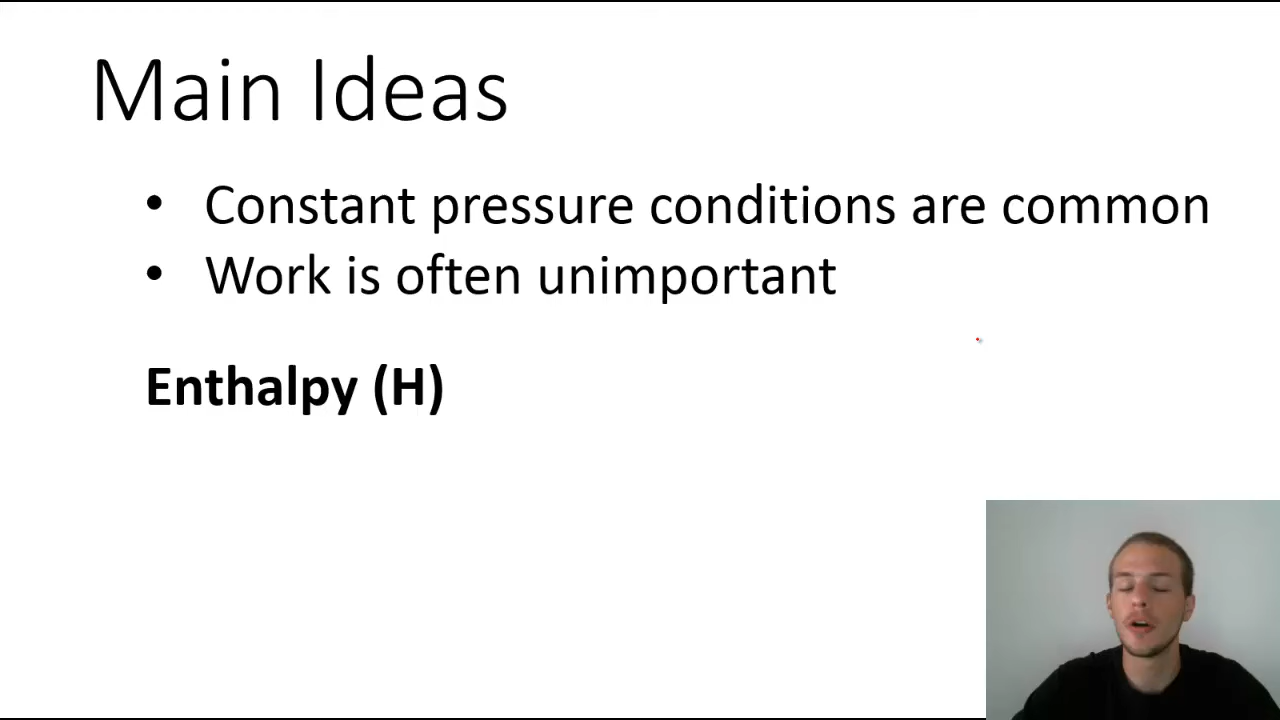 Main Ideas
• Constant pressure conditions are common
• Work is often unimportant
Enthalpy (H)